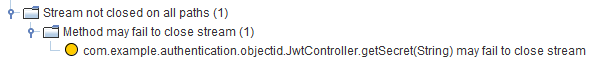 Stream not closed on all paths (1)
Method may fail to close stream (1)
com.example.authentication.objectid.JwtController.getSecret(String) may fail to close stream